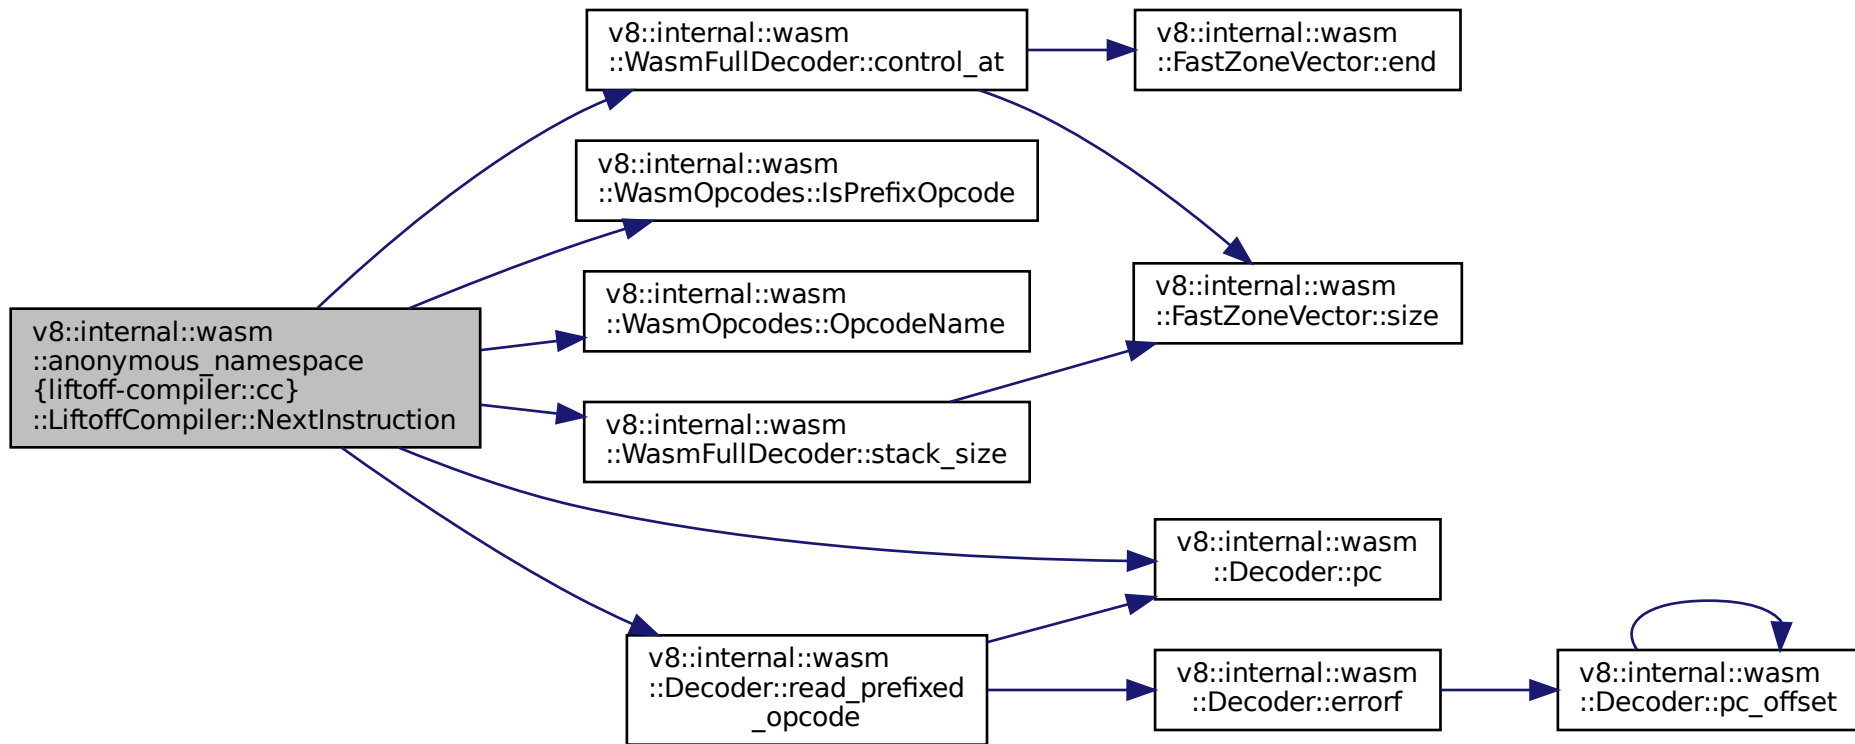 v8::internal::wasm
::anonymous_namespace
{liftoff-compiler::cc}
::LiftoffCompiler::NextInstruction
v8::internal::wasm
::WasmFullDecoder::control_at
v8::internal::wasm
::FastZoneVector::end
v8::internal::wasm
::WasmOpcodes::IsPrefixOpcode
v8::internal::wasm
::WasmOpcodes::OpcodeName
v8::internal::wasm
::FastZoneVector::size
v8::internal::wasm
::WasmFullDecoder::stack_size
v8::internal::wasm
::Decoder::pc
v8::internal::wasm
::Decoder::read_prefixed
_opcode
v8::internal::wasm
::Decoder::errorf
v8::internal::wasm
::Decoder::pc_offset